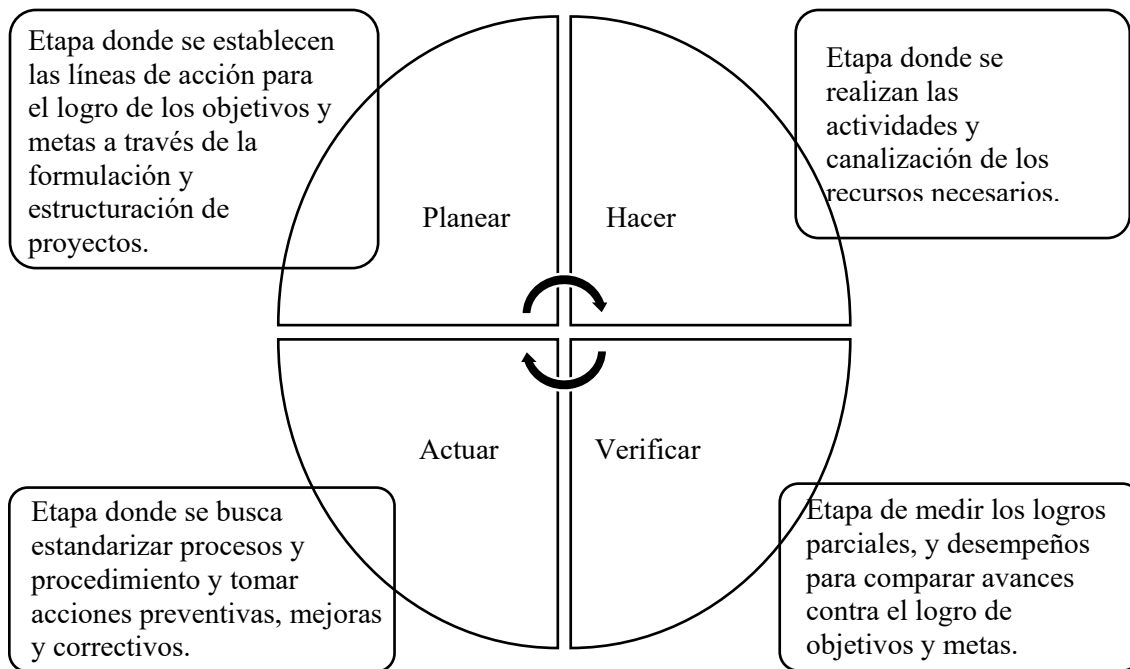 Etapa donde se establecen
las líneas de acción para
el logro de los objetivos y
metas a través de la
formulación y
estructuración de
proyectos.
Etapa donde se
realizan las
actividades y
canalización de los
recursos necesarios.
Planear
Hacer
Actuar
Verificar
Etapa donde se busca
estandarizar procesos y
procedimiento y tomar
acciones preventivas, mejoras
y correctivos.
Etapa de medir los logros
parciales, y desempeños
para comparar avances
contra el logro de
objetivos y metas.